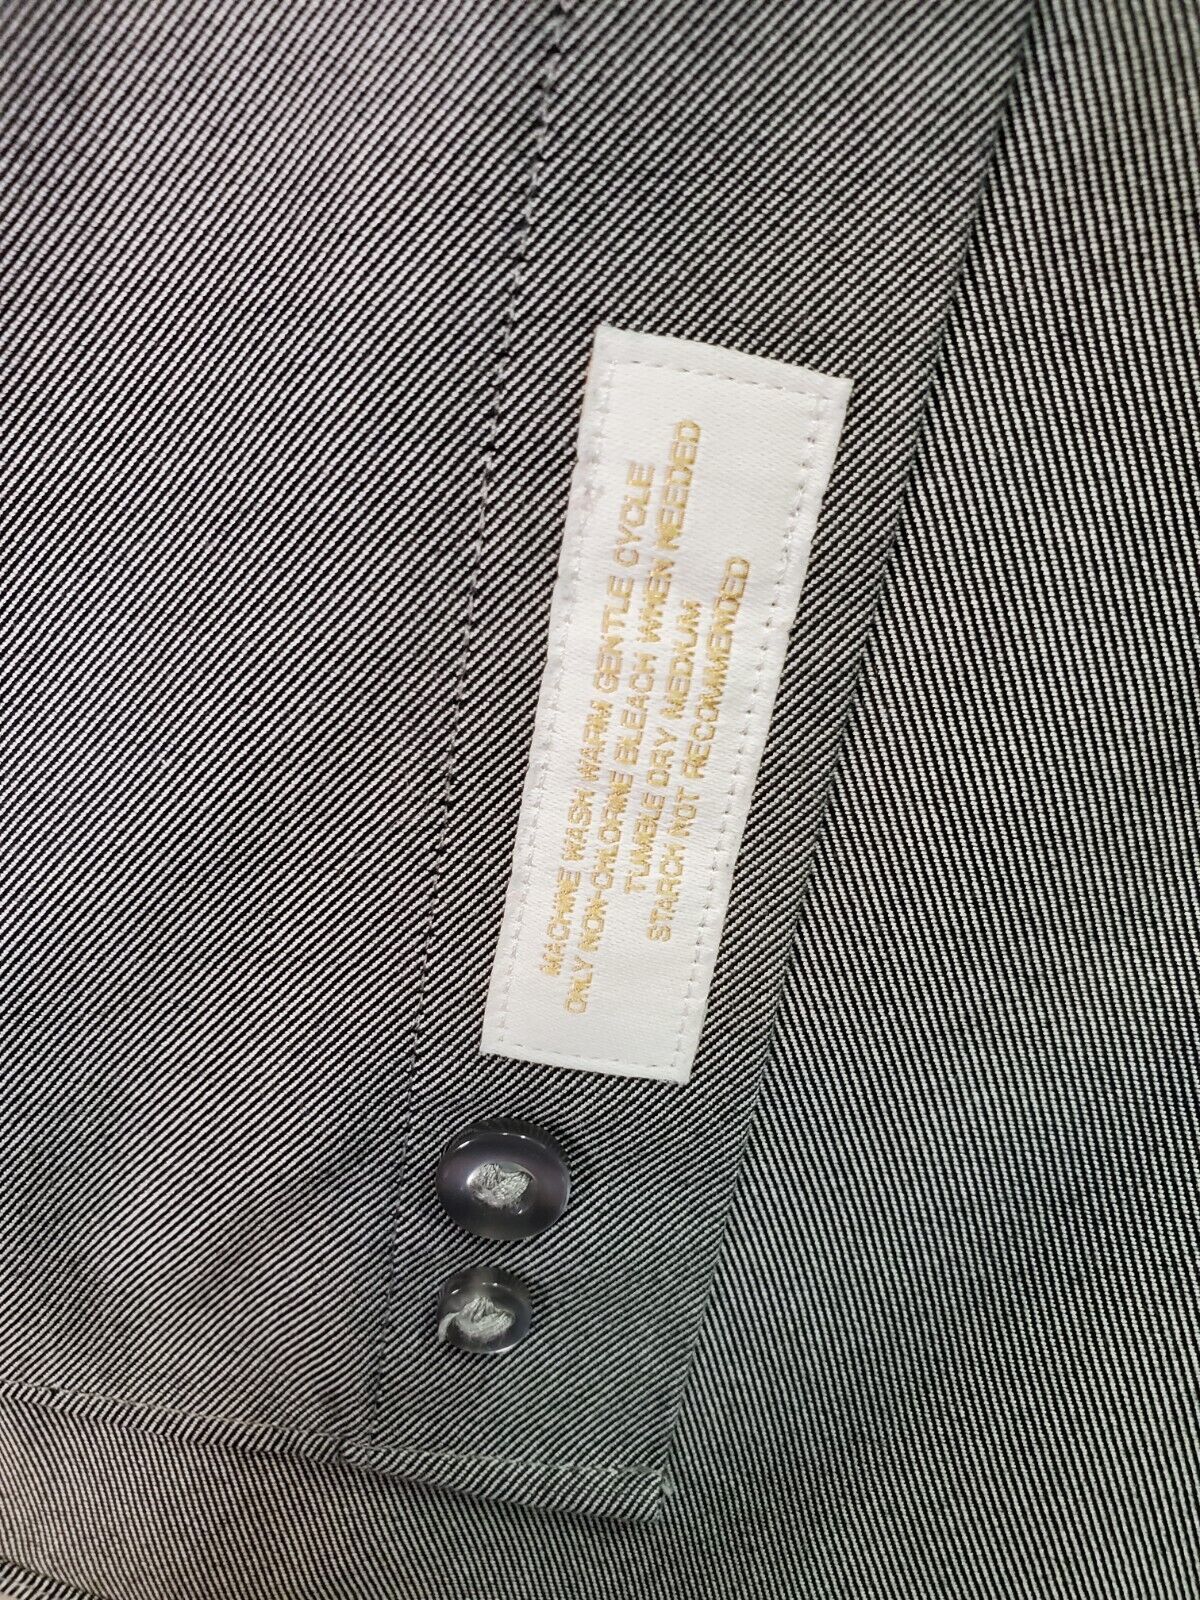 MACHINE WASH WARM GENTLE CYCLE
ONLY NON-CHLORINE BLEACH WHEN NEEDED
TUMBLE DRY MEDIUM
STARCH NOT RECOMMENDED